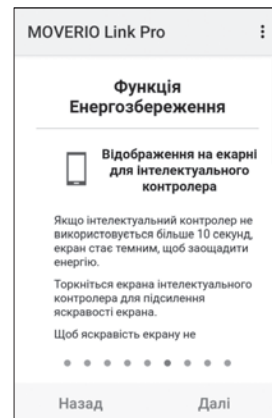 MOVERIO Link Pro
Функція
Енергозбереження
Відображення на екарні
для інтелектуального
контролера
Якщо інтелектуальний контролер не
використовується більше 10 секунд,
екран стає темним, щоб заощадити
енергію.
Торкніться екрана інтелектуального
контролера для підсилення
яскравості екрана.
Щоб яскравість екрану не
Назад Далі